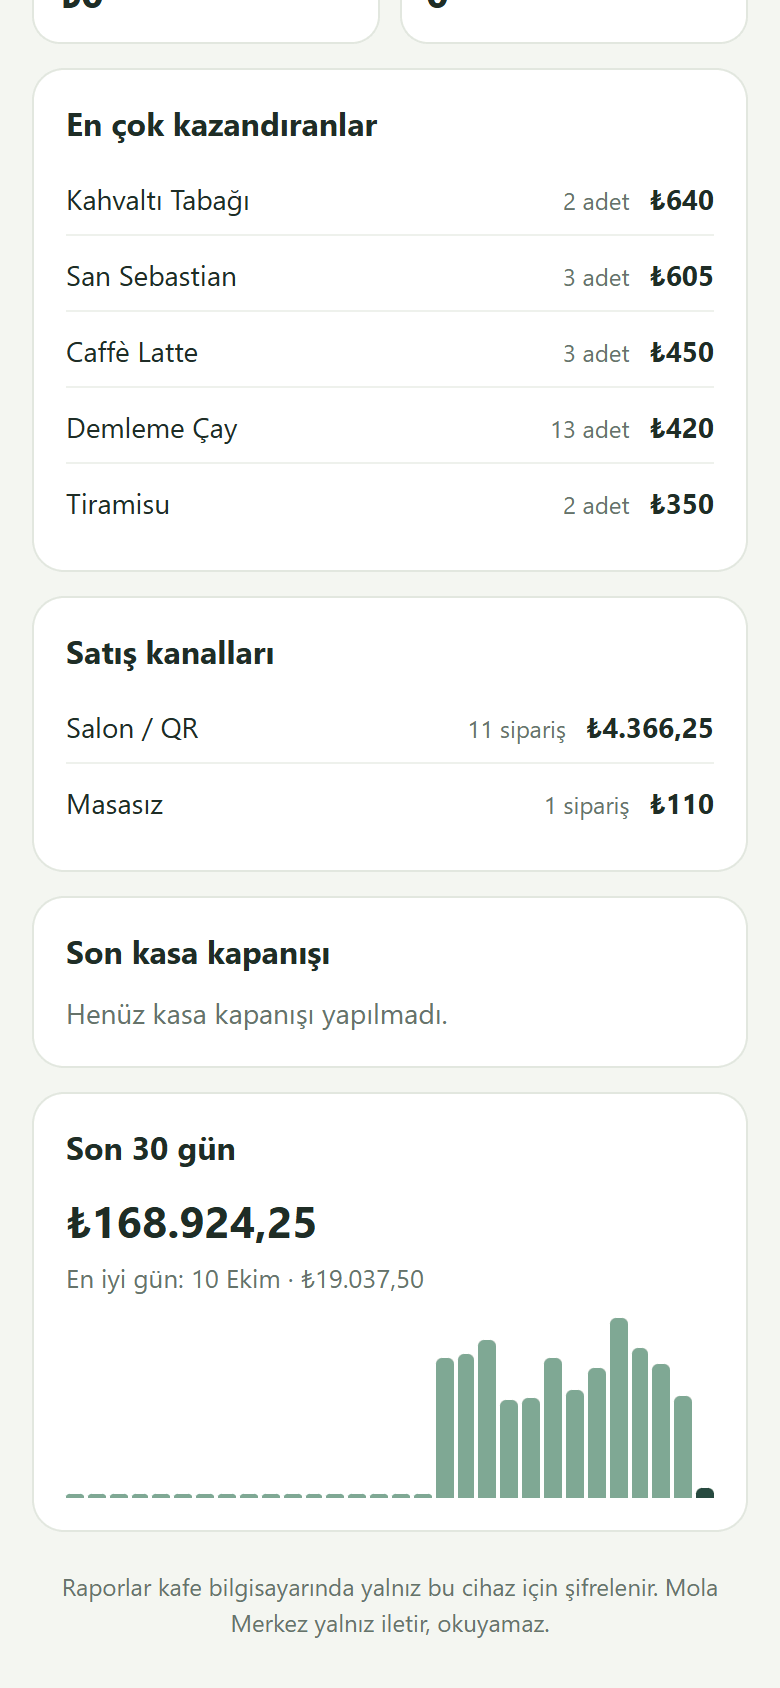 En çok kazandıranlar
Kahvaltı Tabağı 2 adet ₺640
San Sebastian 3 adet ₺605
Caffè Latte 3 adet ₺450
Demleme Çay 13 adet ₺420
Tiramisu 2 adet ₺350
Satış kanalları
Salon / QR 11 sipariş ₺4.366,25
Masasız 1 sipariş ₺110
Son kasa kapanışı
Henüz kasa kapanışı yapılmadı.
Son 30 gün
₺168.924,25
En iyi gün: 10 Ekim · ₺19.037,50
Raporlar kafe bilgisayarında yalnız bu cihaz için şifrelenir. Mola
Merkez yalnız iletir, okuyamaz.